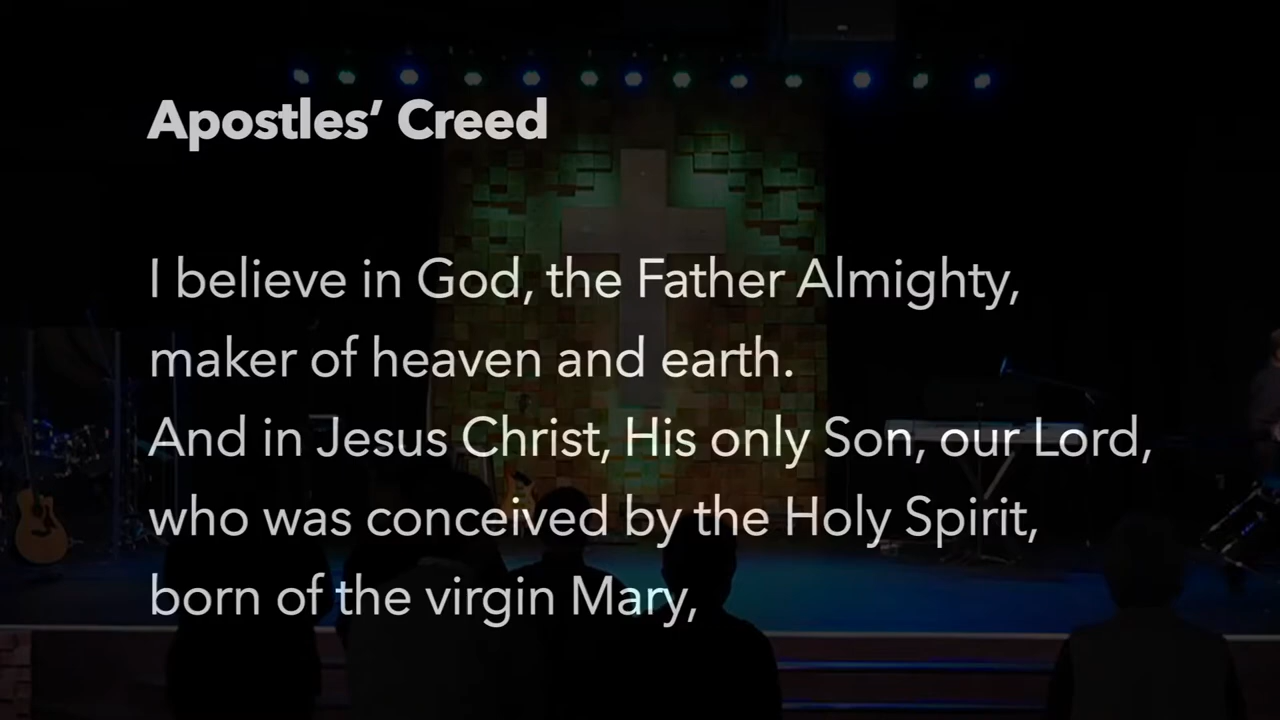 Apostles’ Creed
I believe in God, the Father Almighty,
maker of heaven and earth.
And in Jesus Christ, His only Son, our Lord,
who was conceived by the Holy Spirit,
born of the virgin Mary,